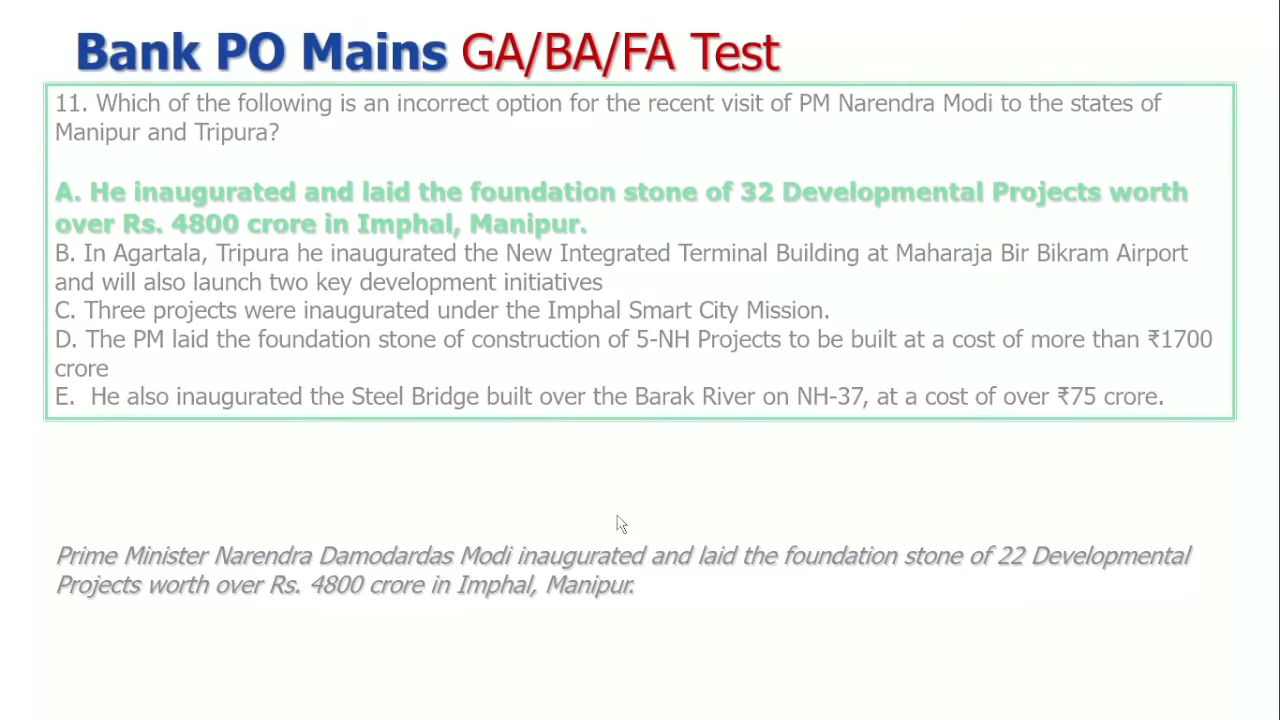 Bank PO Mains GA/BA/FA Test
11. Which of the following is an incorrect option for the recent visit of PM Narendra Modi to the states of
Manipur and Tripura?
A. He inaugurated and laid the foundation stone of 32 Developmental Projects worth
over Rs. 4800 crore in Imphal, Manipur.
B. In Agartala, Tripura he inaugurated the New Integrated Terminal Building at Maharaja Bir Bikram Airport
and will also launch two key development initiatives
C. Three projects were inaugurated under the Imphal Smart City Mission.
D. The PM laid the foundation stone of construction of 5-NH Projects to be built at a cost of more than ₹1700
crore
E. He also inaugurated the Steel Bridge built over the Barak River on NH-37, at a cost of over ₹75 crore.
Prime Minister Narendra Damodardas Modi inaugurated and laid the foundation stone of 22 Developmental
Projects worth over Rs. 4800 crore in Imphal, Manipur.